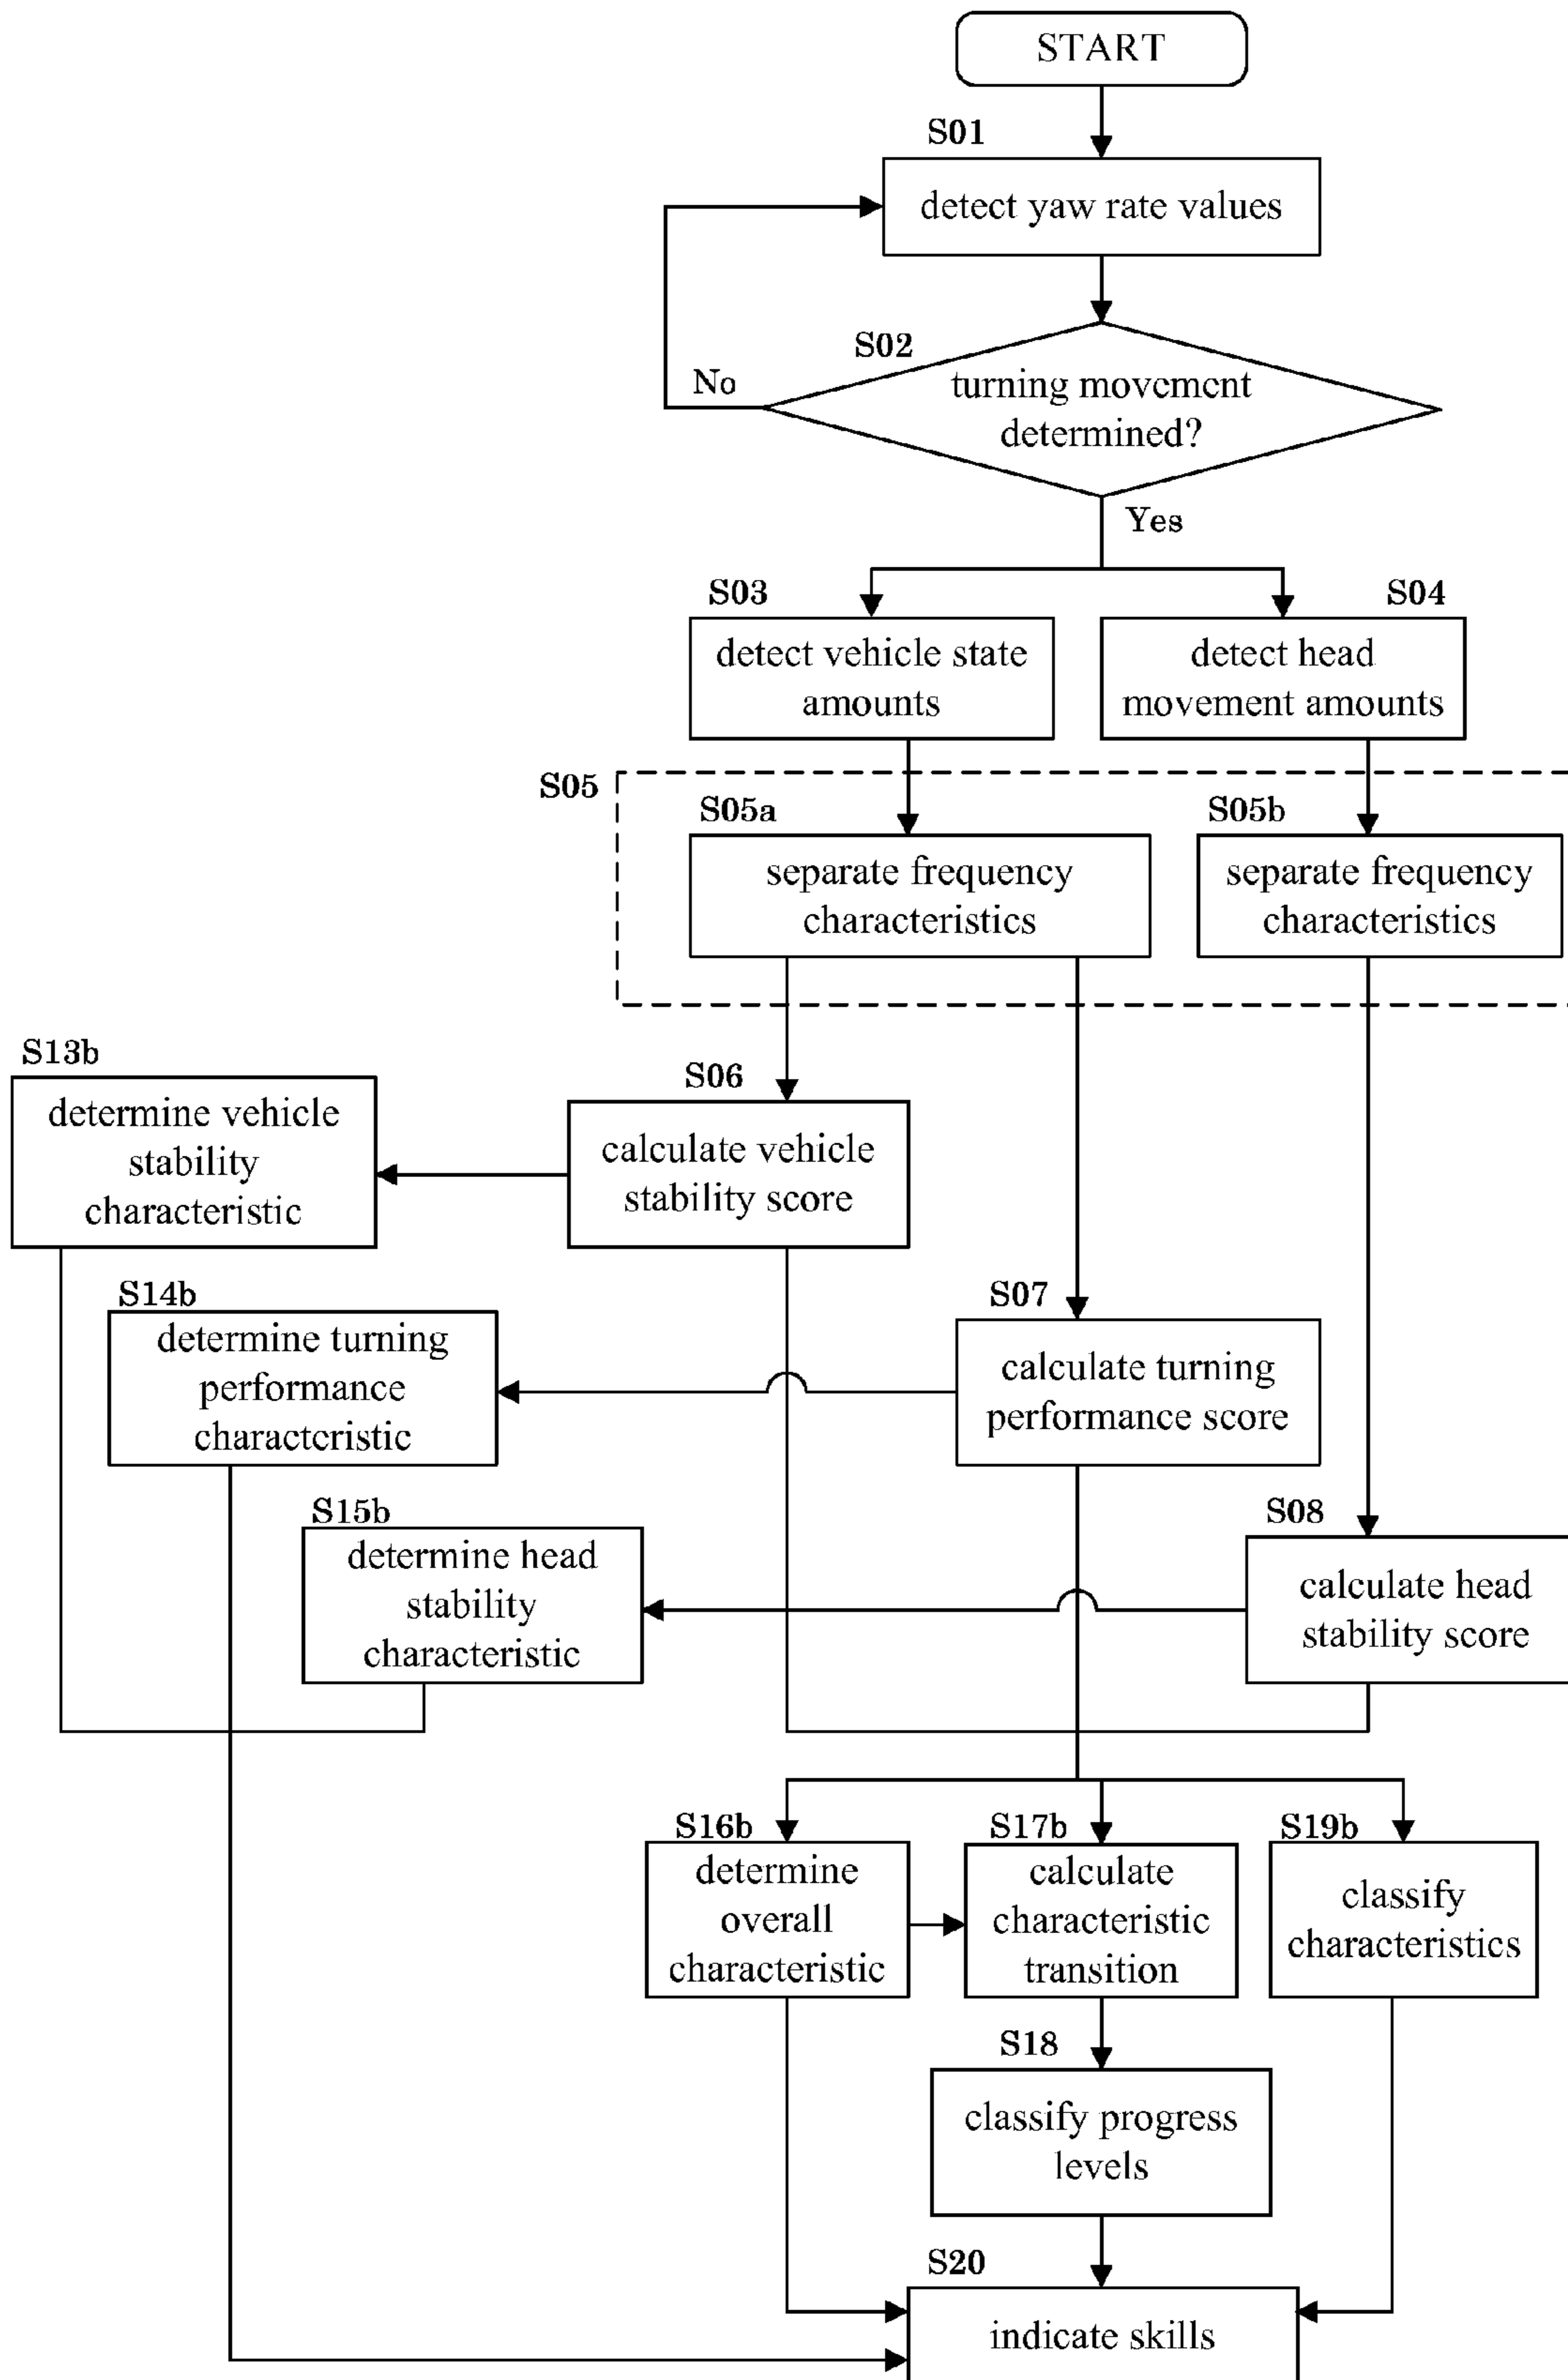 START
S01
detect yaw rate values
S02
No
turning movement
determined?
Yes
S03
S04
detect vehicle state
amounts
detect head
movement amounts
S05
S05a
S05b
separate frequency
characteristics
separate frequency
characteristics
S13b
determine vehicle
stability
characteristic
S06
calculate vehicle
stability score
S14b
determine turning
performance
characteristic
S07
calculate turning
performance score
S15b
determine head
stability
characteristic
S08
calculate head
stability score
S16b
determine
overall
characteristic
S17b
calculate
characteristic
transition
S19b
classify
characteristics
S18
classify progress
levels
S20
indicate skills